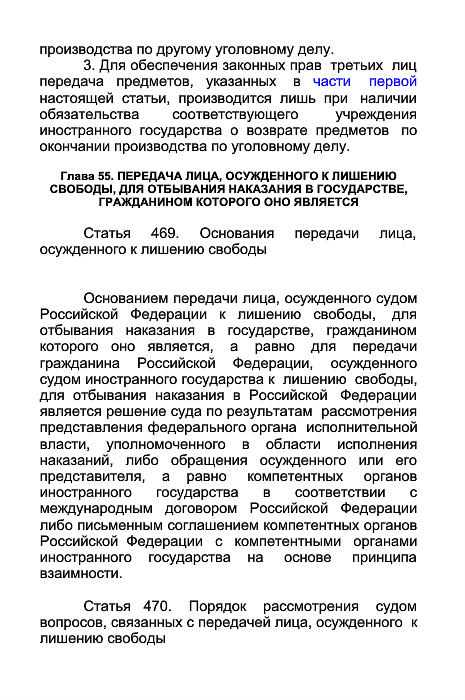 производства по другому уголовному делу.
3. Для обеспечения законных прав третьих лиц
передача предметов, указанных в части первой
настоящей статьи, производится лишь при наличии
обязательства соответствующего учреждения
иностранного государства о возврате предметов по
окончании производства по уголовному делу.
Глава 55. ПЕРЕДАЧА ЛИЦА, ОСУЖДЕННОГО К ЛИШЕНИЮ
СВОБОДЫ, ДЛЯ ОТБЫВАНИЯ НАКАЗАНИЯ В ГОСУДАРСТВЕ,
ГРАЖДАНИНОМ КОТОРОГО ОНО ЯВЛЯЕТСЯ
Статья 469. Основания передачи лица,
осужденного к лишению свободы
Основанием передачи лица, осужденного судом
Российской Федерации к лишению свободы, для
отбывания наказания в государстве, гражданином
которого оно является, а равно для передачи
гражданина Российской Федерации, осужденного
судом иностранного государства к лишению свободы,
для отбывания наказания в Российской Федерации
является решение суда по результатам рассмотрения
представления федерального органа исполнительной
власти, уполномоченного в области исполнения
наказаний, либо обращения осужденного или его
представителя, а равно компетентных органов
иностранного государства в соответствии с
международным договором Российской Федерации
либо письменным соглашением компетентных органов
Российской Федерации с компетентными органами
иностранного государства на основе принципа
взаимности.
Статья 470. Порядок рассмотрения судом
вопросов, связанных с передачей лица, осужденного к
лишению свободы